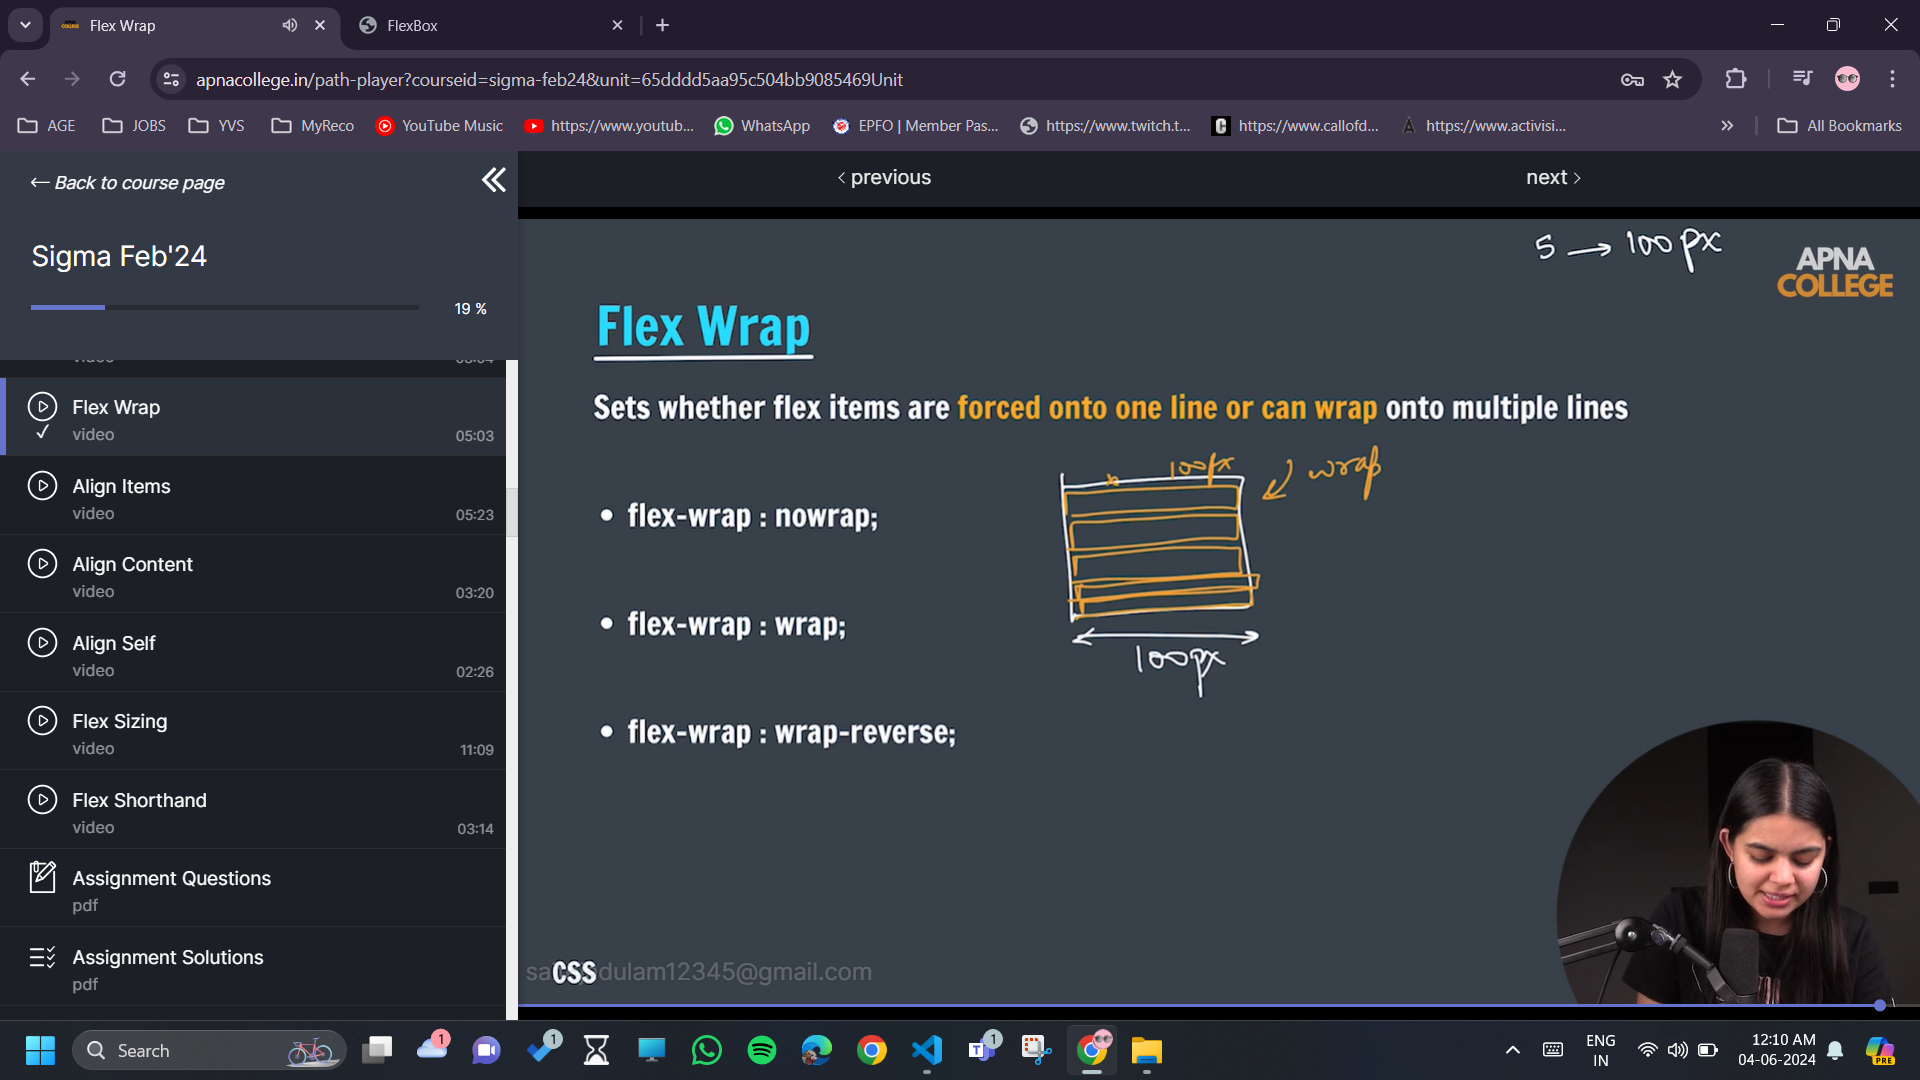 Flex Wrap
FlexBox
apnacollege.in/path-player?courseid=sigma-feb24&unit=65dddd5aa95c504bb9085469Unit
AGE
JOBS
YVS
MyReco
YouTube Music
https://www.youtub...
WhatsApp
EPFO | Member Pas...
https://www.twitch.t...
https://www.callofd...
https://www.activisi...
All Bookmarks
← Back to course page
< previous
next >
Sigma Feb'24
19 %
Flex Wrap
video
05:03
Align Items
video
05:23
Align Content
video
03:20
Align Self
video
02:26
Flex Sizing
video
11:09
Flex Shorthand
video
03:14
Assignment Questions
pdf
Assignment Solutions
pdf
5 → 100px
APNA
COLLEGE
Flex Wrap
Sets whether flex items are forced onto one line or can wrap onto multiple lines
100px
wrap
• flex-wrap : nowrap;
• flex-wrap : wrap;
100px
• flex-wrap : wrap-reverse;
CSS
dulam12345@gmail.com
Search
1
1
1
ENG
IN
12:10 AM
04-06-2024
PRE